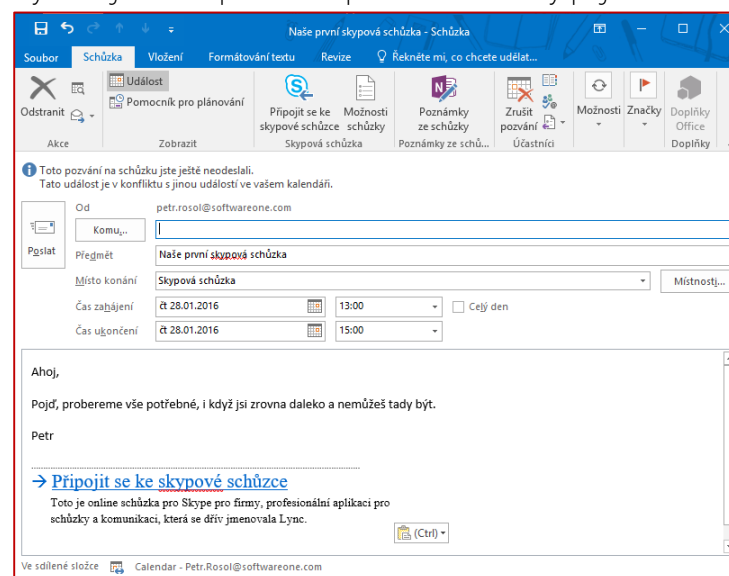 Naše první skypová schůzka - Schůzka
Soubor Schůzka Vložení Formátování textu Revize Řekněte mi, co chcete udělat...
Odstranit
Akce
Událost
Pomocník pro plánování
Zobrazit
Připojit se ke skypové schůzce
Možnosti schůzky
Skypová schůzka
Poznámky ze schůzky
Poznámky ze schů...
Zrušit pozvání
Účastníci
Možnosti
Značky
Doplňky Office
Doplňky
Toto pozvání na schůzku jste ještě neodeslali.
Tato událost je v konfliktu s jinou událostí ve vašem kalendáři.
Poslat
Od petr.rosol@softwareone.com
Komu...
Předmět Naše první skypová schůzka
Místo konání Skypová schůzka Místnosti...
Čas zahájení čt 28.01.2016 13:00 Celý den
Čas ukončení čt 28.01.2016 15:00
Ahoj,
Pojď, probereme vše potřebné, i když jsi zrovna daleko a nemůžeš tady být.
Petr
→ Připojit se ke skypové schůzce
Toto je online schůzka pro Skype pro firmy, profesionální aplikaci pro
schůzky a komunikaci, která se dřív jmenovala Lync.
(Ctrl)
Ve sdílené složce Calendar - Petr.Rosol@softwareone.com